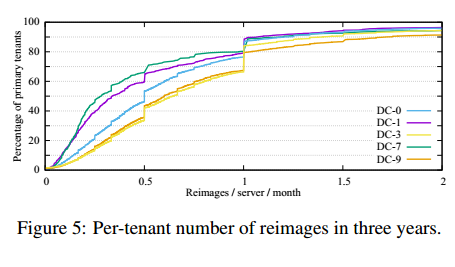 100
80
60
40
20
0
Percentage of primary tenants
DC-0
DC-1
DC-3
DC-7
DC-9
0 0.5 1 1.5 2
Reimages / server / month
Figure 5: Per-tenant number of reimages in three years.